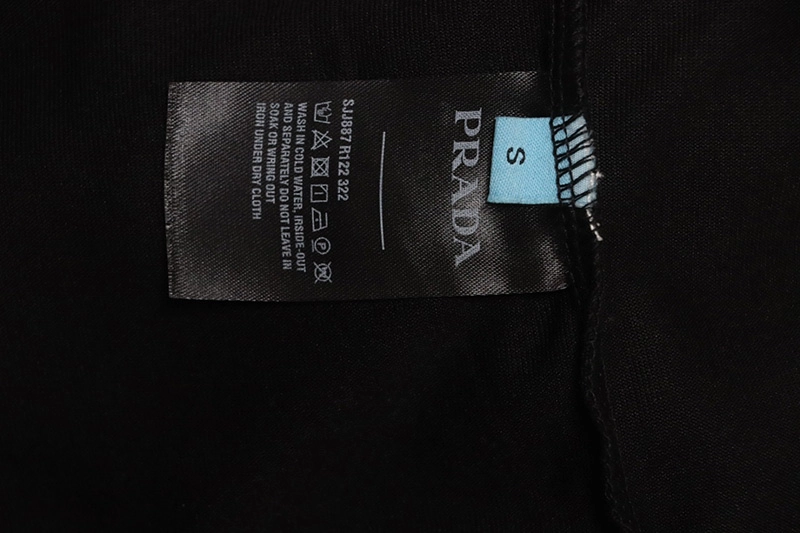 PRADA
S
SJJ887 R122 322
WASH IN COLD WATER, INSIDE-OUT
AND SEPARATELY DO NOT LEAVE IN
SOAK OR WRING OUT
IRON UNDER DRY CLOTH